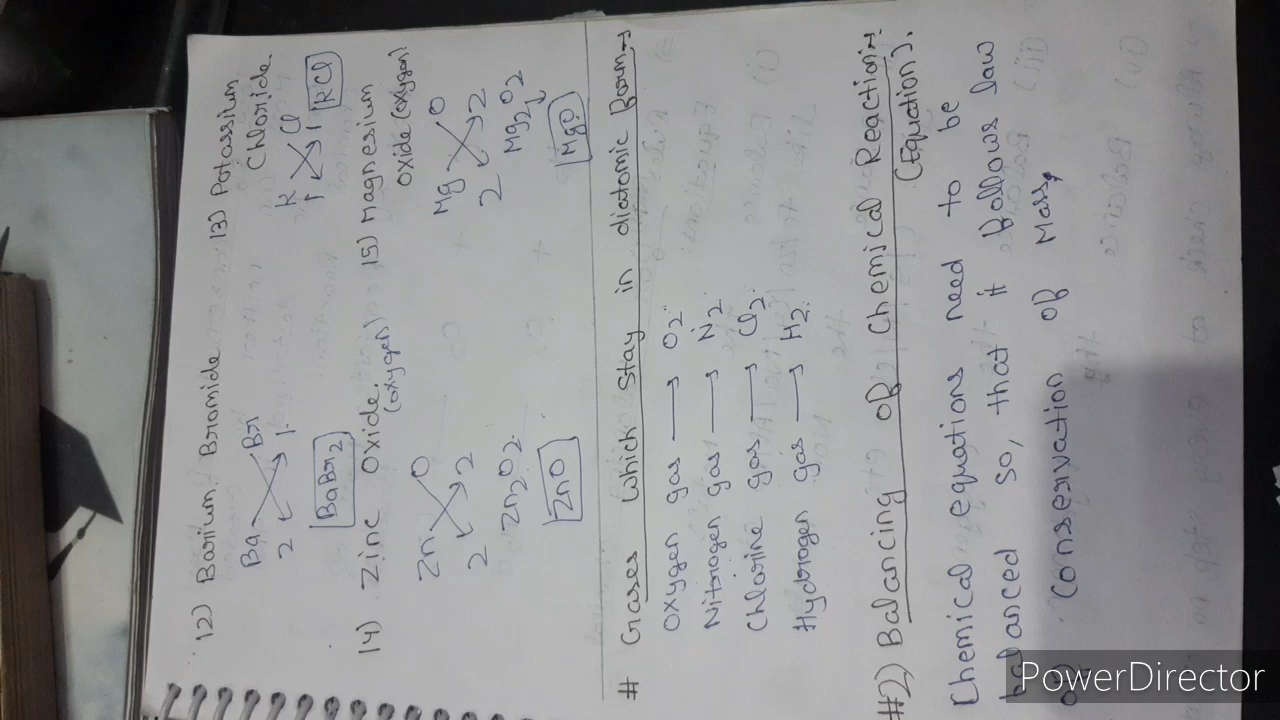 12) Barium Bromide
Ba Br
2 1
BaBr2
13) Potassium
Chloride
K Cl
1 1
KCl
14) Zinc Oxide
(oxygen)
Zn O
2 2
Zn2O2
ZnO
15) Magnesium
oxide (oxygen)
Mg O
2 2
Mg2O2
MgO
# Gases which Stay in diatomic form →
Oxygen gas → O2
Nitrogen gas → N2
Chlorine gas → Cl2
Hydrogen gas → H2
#2) Balancing of Chemical Reaction →
(Equation).
Chemical equations need to be
balanced so, that it follows law
of Conservation of Mass,
PowerDirector